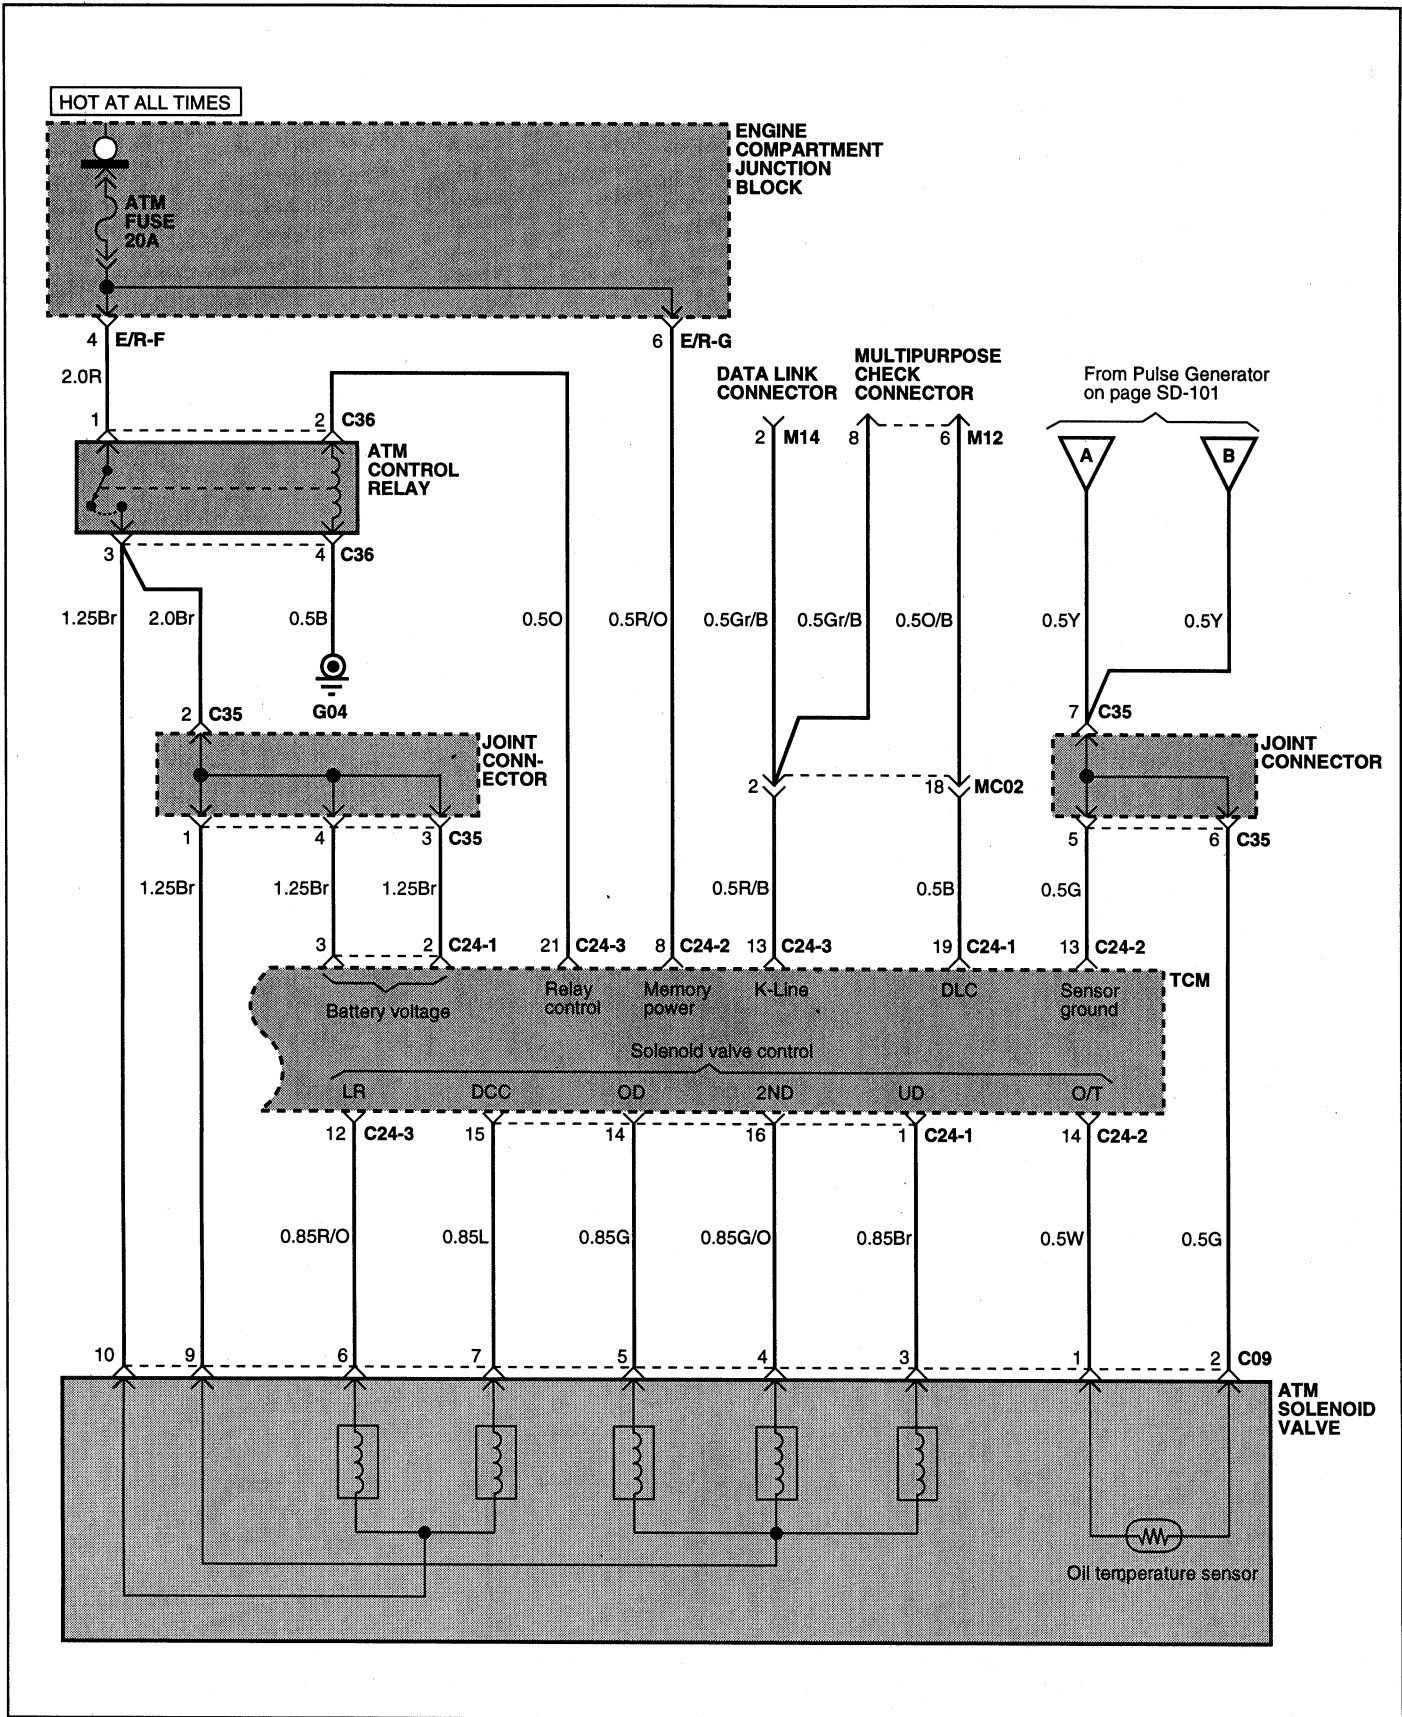 HOT AT ALL TIMES
ENGINE
COMPARTMENT
JUNCTION
BLOCK
ATM
FUSE
20A
4 E/R-F
6 E/R-G
2.0R
DATA LINK
CONNECTOR
MULTIPURPOSE
CHECK
CONNECTOR
From Pulse Generator
on page SD-101
1
2 C36
2 M14
8
6 M12
A
B
ATM
CONTROL
RELAY
3
4 C36
1.25Br
2.0Br
0.5B
0.5O
0.5R/O
0.5Gr/B
0.5Gr/B
0.5O/B
0.5Y
0.5Y
G04
2 C35
7 C35
JOINT
CONN-
ECTOR
JOINT
CONNECTOR
2
18 MC02
1
4
3 C35
5
6 C35
1.25Br
1.25Br
1.25Br
0.5R/B
0.5B
0.5G
3
2 C24-1
21 C24-3
8 C24-2
13 C24-3
19 C24-1
13 C24-2
TCM
Battery voltage
Relay
control
Memory
power
K-Line
DLC
Sensor
ground
Solenoid valve control
LR
DCC
OD
2ND
UD
O/T
12 C24-3
15
14
16
1 C24-1
14 C24-2
0.85R/O
0.85L
0.85G
0.85G/O
0.85Br
0.5W
0.5G
10
9
6
7
5
4
3
1
2 C09
ATM
SOLENOID
VALVE
Oil temperature sensor